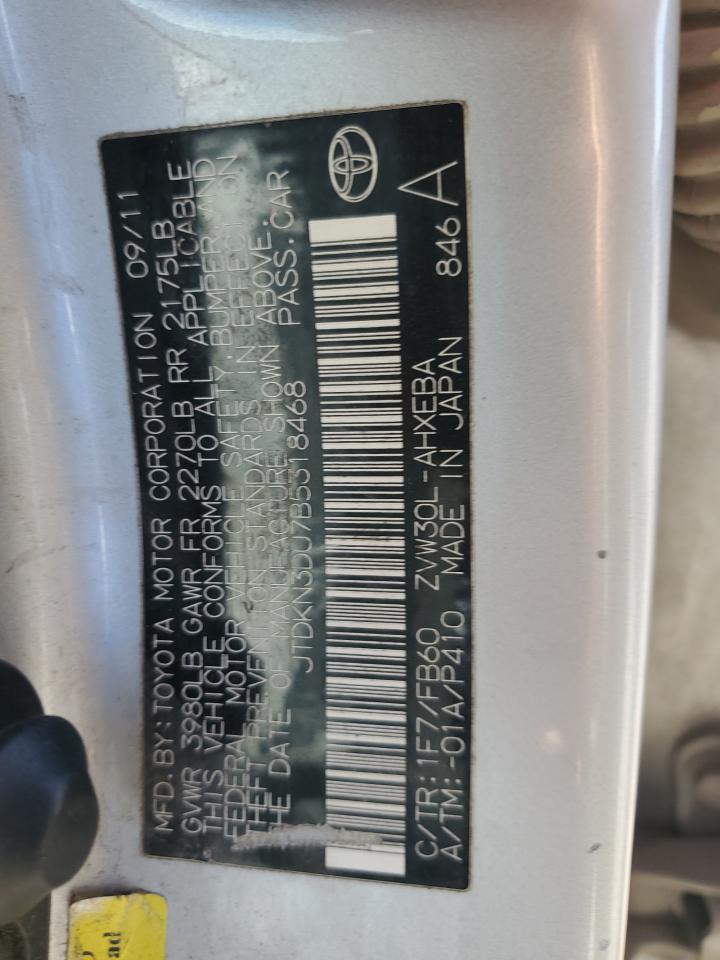 MFD.BY:TOYOTA MOTOR CORPORATION 09/11
GVWR 3980LB GAWR FR 2270LB RR 2175LB
THIS VEHICLE CONFORMS TO ALL APPLICABLE
FEDERAL MOTOR VEHICLE SAFETY,BUMPER AND
THEFT PREVENTION STANDARDS IN EFFECT ON
THE DATE OF MANUFACTURE SHOWN ABOVE.
JTDKN3DU7B5318468 PASS.CAR
C/TR:1F7/FB60 ZVW30L-AHXEBA 846
A/TM:-01A/P410 MADE IN JAPAN A
ad